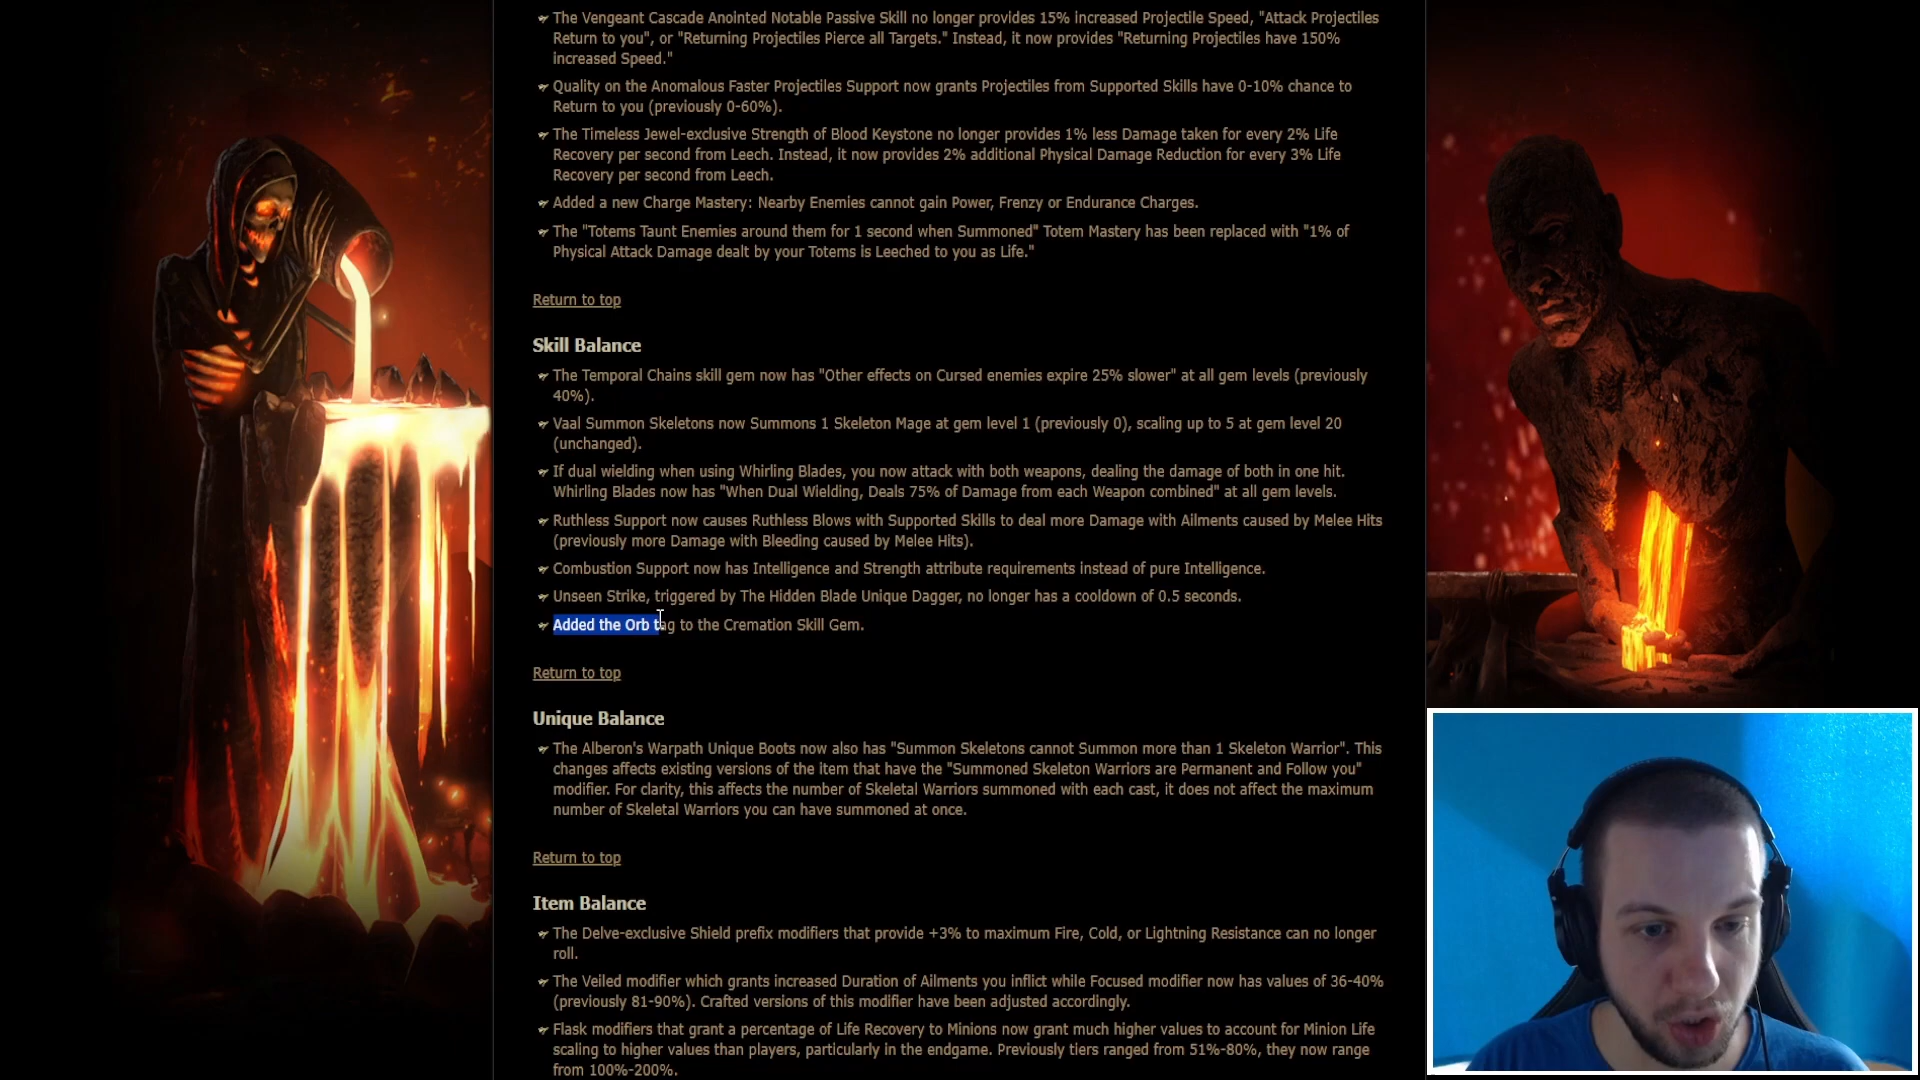 The Vengeant Cascade Anointed Notable Passive Skill no longer provides 15% increased Projectile Speed, "Attack Projectiles
Return to you", or "Returning Projectiles Pierce all Targets." Instead, it now provides "Returning Projectiles have 150%
increased Speed."
Quality on the Anomalous Faster Projectiles Support now grants Projectiles from Supported Skills have 0-10% chance to
Return to you (previously 0-60%).
The Timeless Jewel-exclusive Strength of Blood Keystone no longer provides 1% less Damage taken for every 2% Life
Recovery per second from Leech. Instead, it now provides 2% additional Physical Damage Reduction for every 3% Life
Recovery per second from Leech.
Added a new Charge Mastery: Nearby Enemies cannot gain Power, Frenzy or Endurance Charges.
The "Totems Taunt Enemies around them for 1 second when Summoned" Totem Mastery has been replaced with "1% of
Physical Attack Damage dealt by your Totems is Leeched to you as Life."
Return to top
Skill Balance
The Temporal Chains skill gem now has "Other effects on Cursed enemies expire 25% slower" at all gem levels (previously
40%).
Vaal Summon Skeletons now Summons 1 Skeleton Mage at gem level 1 (previously 0), scaling up to 5 at gem level 20
(unchanged).
If dual wielding when using Whirling Blades, you now attack with both weapons, dealing the damage of both in one hit.
Whirling Blades now has "When Dual Wielding, Deals 75% of Damage from each Weapon combined" at all gem levels.
Ruthless Support now causes Ruthless Blows with Supported Skills to deal more Damage with Ailments caused by Melee Hits
(previously more Damage with Bleeding caused by Melee Hits).
Combustion Support now has Intelligence and Strength attribute requirements instead of pure Intelligence.
Unseen Strike, triggered by The Hidden Blade Unique Dagger, no longer has a cooldown of 0.5 seconds.
Added the Orb tag to the Cremation Skill Gem.
Return to top
Unique Balance
The Alberon's Warpath Unique Boots now also has "Summon Skeletons cannot Summon more than 1 Skeleton Warrior". This
changes affects existing versions of the item that have the "Summoned Skeleton Warriors are Permanent and Follow you"
modifier. For clarity, this affects the number of Skeletal Warriors summoned with each cast, it does not affect the maximum
number of Skeletal Warriors you can have summoned at once.
Return to top
Item Balance
The Delve-exclusive Shield prefix modifiers that provide +3% to maximum Fire, Cold, or Lightning Resistance can no longer
roll.
The Veiled modifier which grants increased Duration of Ailments you inflict while Focused modifier now has values of 36-40%
(previously 81-90%). Crafted versions of this modifier have been adjusted accordingly.
Flask modifiers that grant a percentage of Life Recovery to Minions now grant much higher values to account for Minion Life
scaling to higher values than players, particularly in the endgame. Previously tiers ranged from 51%-80%, they now range
from 100%-200%.